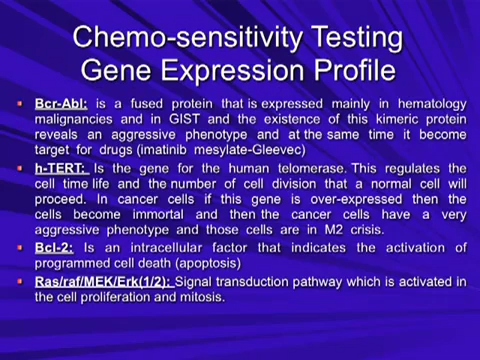 Chemo-sensitivity Testing
Gene Expression Profile
Bcr-Abl: is a fused protein that is expressed mainly in hematology
malignancies and in GIST and the existence of this kimeric protein
reveals an aggressive phenotype and at the same time it become
target for drugs (imatinib mesylate-Gleevec)
h-TERT: Is the gene for the human telomerase. This regulates the
cell time life and the number of cell division that a normal cell will
proceed. In cancer cells if this gene is over-expressed then the
cells become immortal and then the cancer cells have a very
aggressive phenotype and those cells are in M2 crisis.
Bcl-2: Is an intracellular factor that indicates the activation of
programmed cell death (apoptosis)
Ras/raf/MEK/Erk(1/2): Signal transduction pathway which is activated in
the cell proliferation and mitosis.